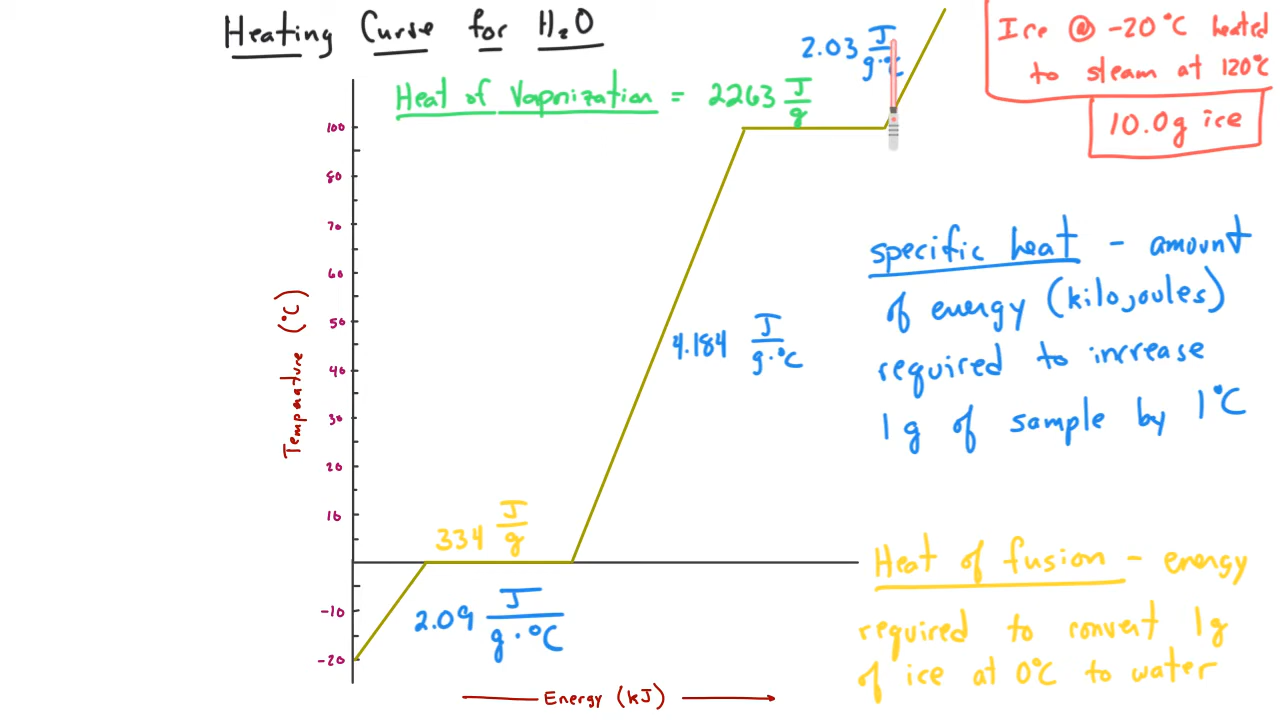 Heating Curve for H₂O
2.03 J/g·°C
Ice @ -20°C heated
to steam at 120°C
10.0g ice
Heat of Vaporization = 2263 J/g
100
80
70
60
50
40
30
20
10
-10
-20
Temperature (°C)
4.184 J/g·°C
specific heat - amount
of energy (kilojoules)
required to increase
1g of sample by 1°C
334 J/g
2.09 J/g·°C
Heat of fusion - energy
required to convert 1g
of ice at 0°C to water
Energy (kJ)